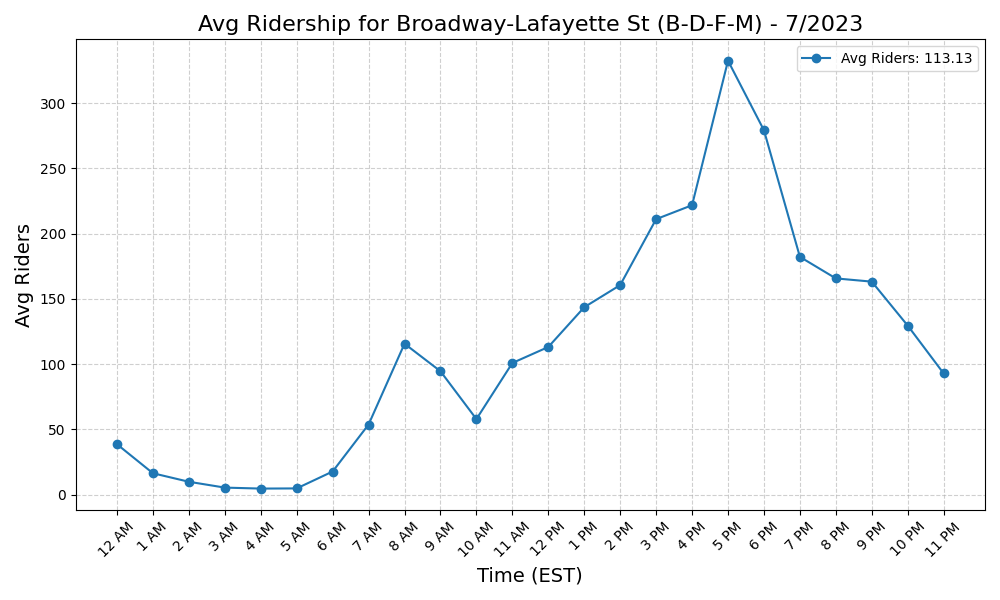 Avg Ridership for Broadway-Lafayette St (B-D-F-M) - 7/2023
Avg Riders: 113.13
Avg Riders
300
250
200
150
100
50
0
12 AM
1 AM
2 AM
3 AM
4 AM
5 AM
6 AM
7 AM
8 AM
9 AM
10 AM
11 AM
12 PM
1 PM
2 PM
3 PM
4 PM
5 PM
6 PM
7 PM
8 PM
9 PM
10 PM
11 PM
Time (EST)